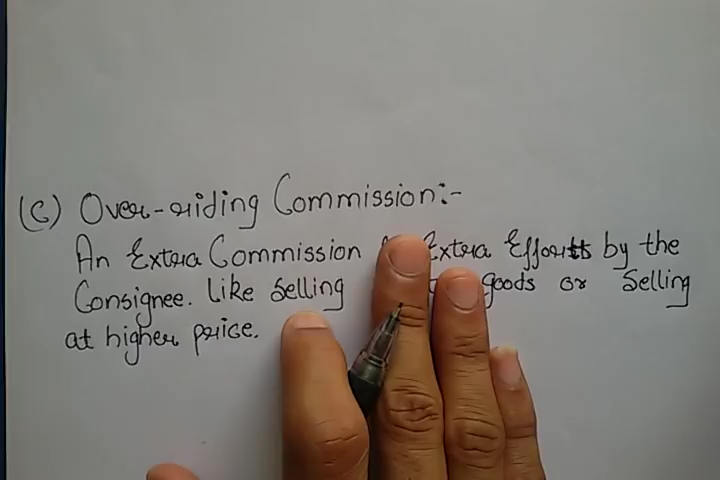 (C) Over-riding Commission:-
An Extra Commission Extra Efforts by the
Consignee. Like Selling goods or Selling
at higher price.